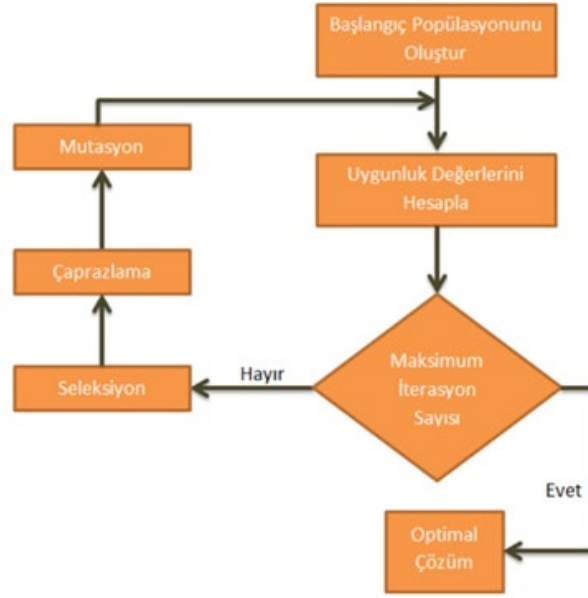 Başlangıç Popülasyonunu
Oluştur
Mutasyon
Uygunluk Değerlerini
Hesapla
Çaprazlama
Maksimum
İterasyon
Sayısı
Hayır
Seleksiyon
Evet
Optimal
Çözüm